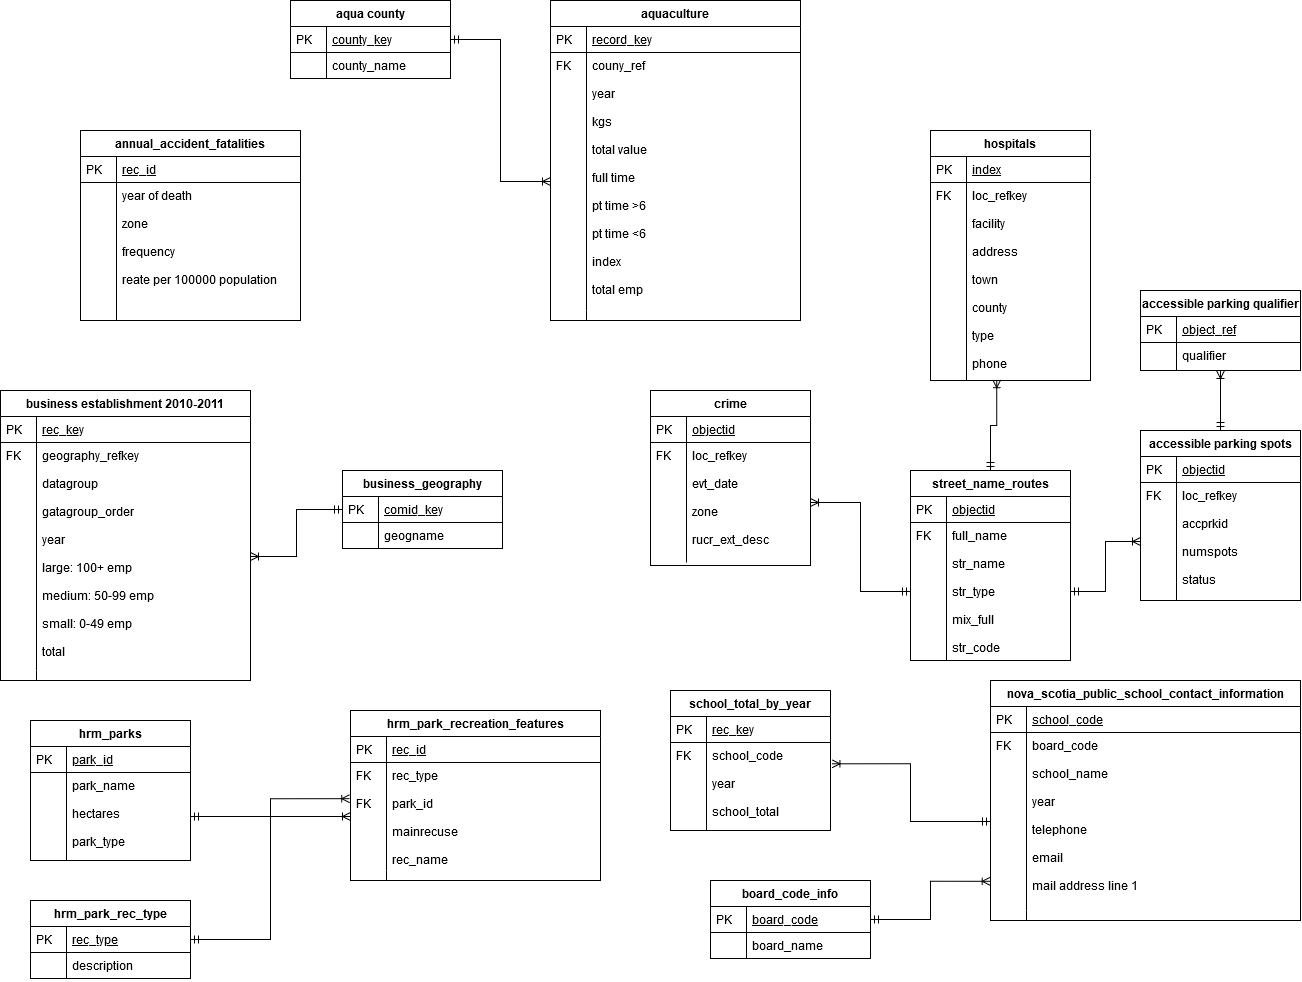 aqua county
PK county_key
county_name
aquaculture
PK record_key
FK couny_ref
year
kgs
total value
full time
pt time >6
pt time <6
index
total emp
annual_accident_fatalities
PK rec_id
year of death
zone
frequency
reate per 100000 population
hospitals
PK index
FK loc_refkey
facility
address
town
county
type
phone
accessible parking qualifier
PK object_ref
qualifier
business establishment 2010-2011
PK rec_key
FK geography_refkey
datagroup
gatagroup_order
year
large: 100+ emp
medium: 50-99 emp
small: 0-49 emp
total
business_geography
PK comid_key
geogname
crime
PK objectid
FK loc_refkey
evt_date
zone
rucr_ext_desc
street_name_routes
PK objectid
FK full_name
str_name
str_type
mix_full
str_code
accessible parking spots
PK objectid
FK loc_refkey
accprkid
numspots
status
hrm_parks
PK park_id
park_name
hectares
park_type
hrm_park_recreation_features
PK rec_id
FK rec_type
FK park_id
mainrecuse
rec_name
school_total_by_year
PK rec_key
FK school_code
year
school_total
nova_scotia_public_school_contact_information
PK school_code
FK board_code
school_name
year
telephone
email
mail address line 1
hrm_park_rec_type
PK rec_type
description
board_code_info
PK board_code
board_name